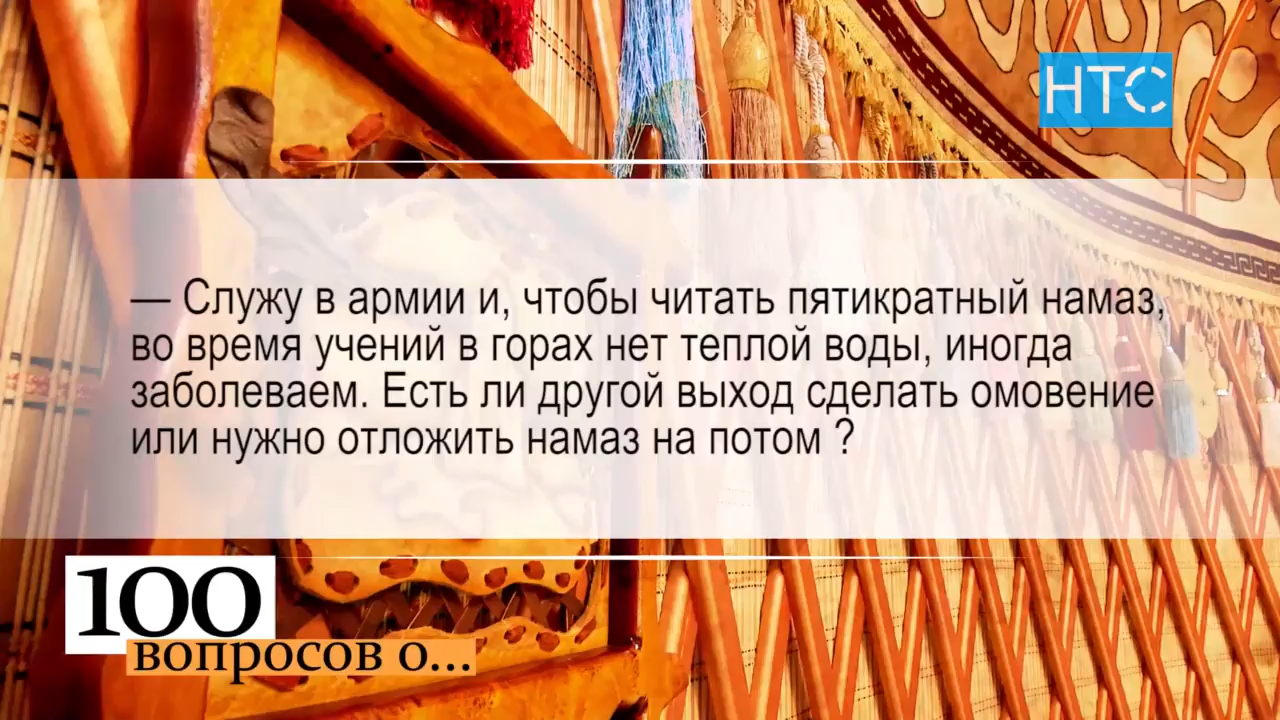 НТС
— Служу в армии и, чтобы читать пятикратный намаз,
во время учений в горах нет теплой воды, иногда
заболеваем. Есть ли другой выход сделать омовение
или нужно отложить намаз на потом ?
100
вопросов о...